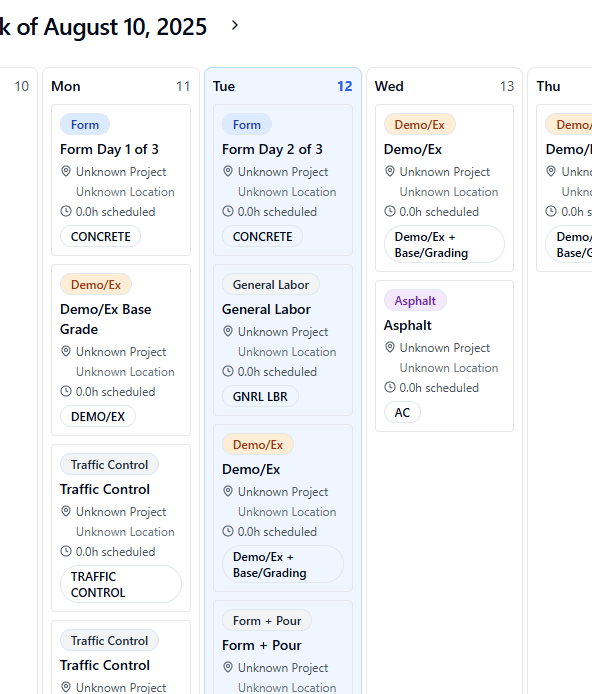 k of August 10, 2025
10
Mon
11
Form
Form Day 1 of 3
Unknown Project
Unknown Location
0.0h scheduled
CONCRETE
Demo/Ex
Demo/Ex Base
Grade
Unknown Project
Unknown Location
0.0h scheduled
DEMO/EX
Traffic Control
Traffic Control
Unknown Project
Unknown Location
0.0h scheduled
TRAFFIC
CONTROL
Traffic Control
Traffic Control
Unknown Project
Tue
12
Form
Form Day 2 of 3
Unknown Project
Unknown Location
0.0h scheduled
CONCRETE
General Labor
General Labor
Unknown Project
Unknown Location
0.0h scheduled
GNRL LBR
Demo/Ex
Demo/Ex
Unknown Project
Unknown Location
0.0h scheduled
Demo/Ex +
Base/Grading
Form + Pour
Form + Pour
Unknown Project
Unknown Location
Wed
13
Demo/Ex
Demo/Ex
Unknown Project
Unknown Location
0.0h scheduled
Demo/Ex +
Base/Grading
Asphalt
Asphalt
Unknown Project
Unknown Location
0.0h scheduled
AC
Thu
Demo/
Demo/
Unkn
Unkn
0.0h s
Demo/
Base/G